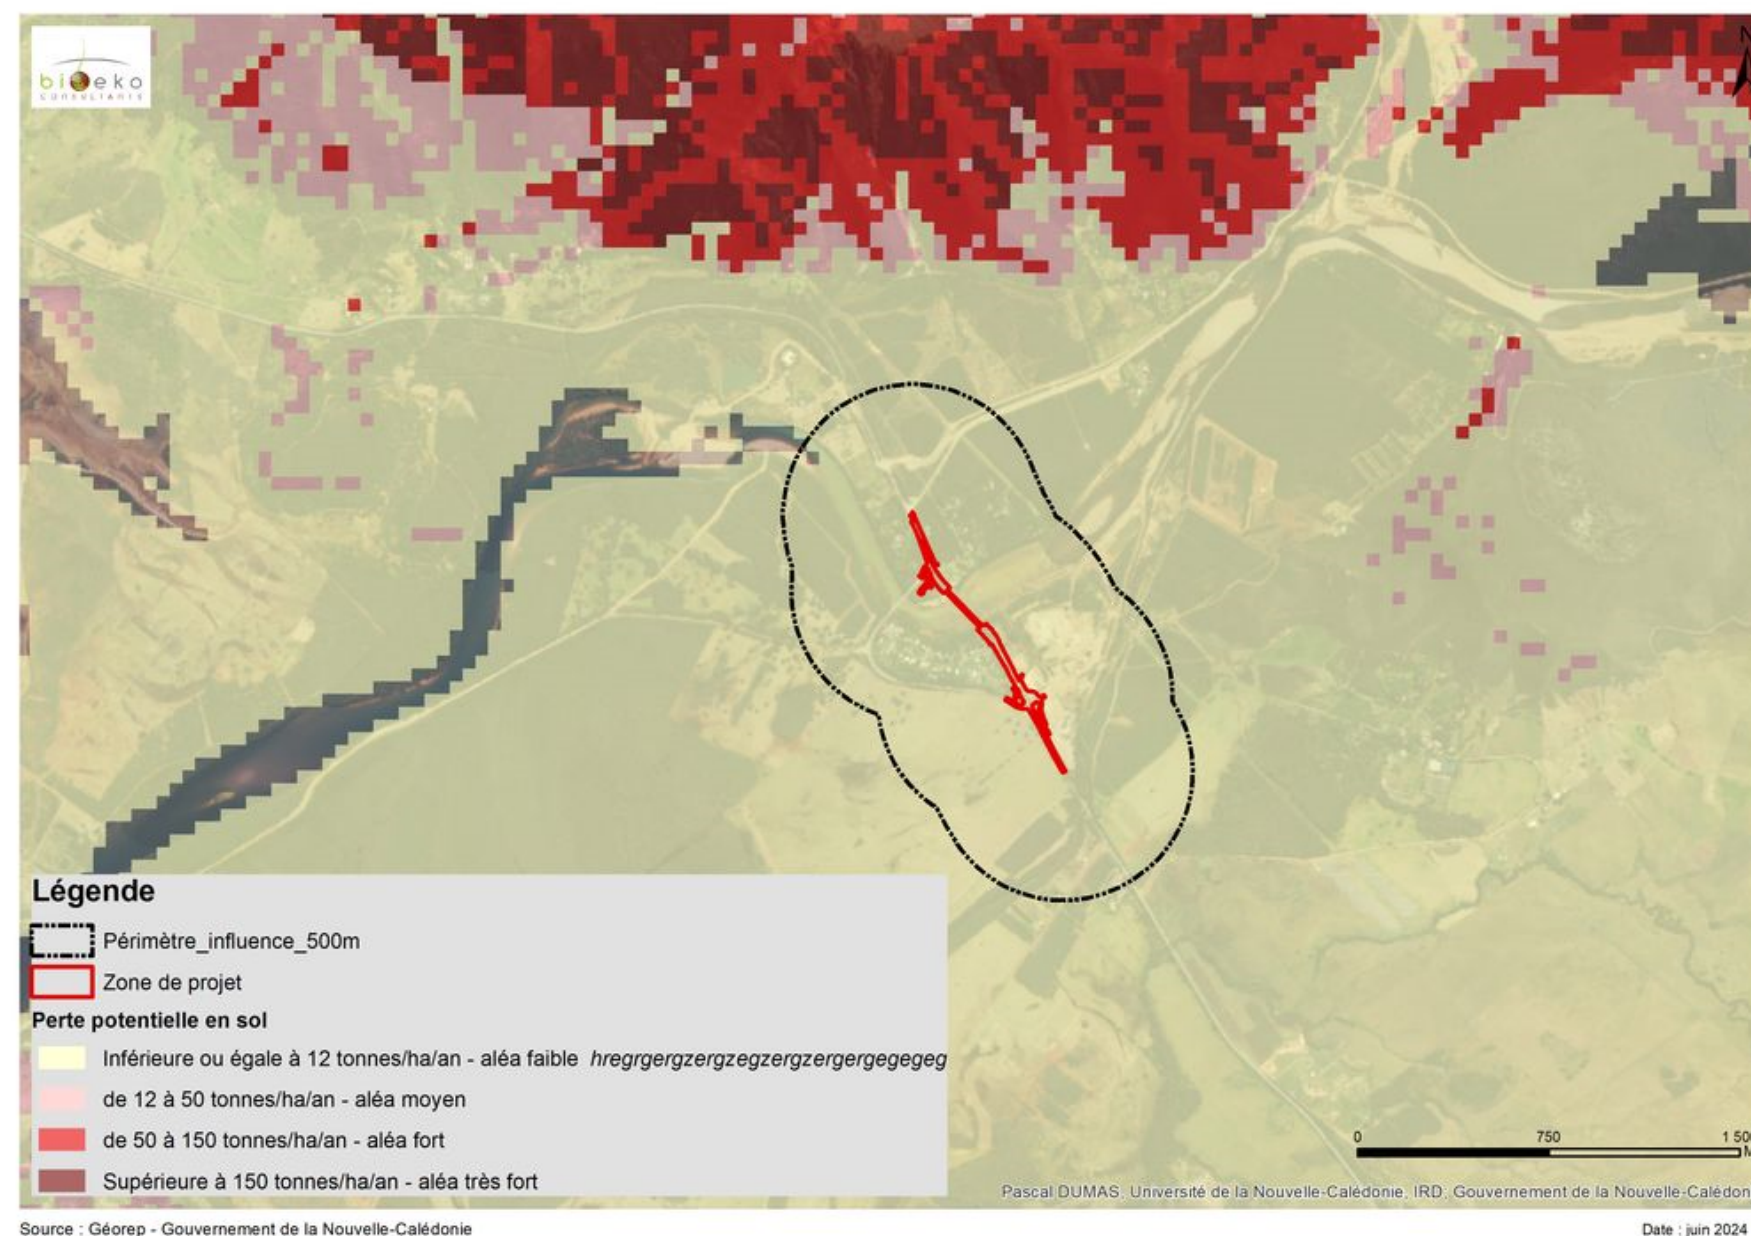 bioeko
CONSULTANTS
N
Légende
Périmètre_influence_500m
Zone de projet
Perte potentielle en sol
Inférieure ou égale à 12 tonnes/ha/an - aléa faible hregrgergzergzegzergzergergegegeg
de 12 à 50 tonnes/ha/an - aléa moyen
de 50 à 150 tonnes/ha/an - aléa fort
Supérieure à 150 tonnes/ha/an - aléa très fort
0 750 1 50
M
Pascal DUMAS, Université de la Nouvelle-Calédonie, IRD, Gouvernement de la Nouvelle-Calédon
Source : Géorep - Gouvernement de la Nouvelle-Calédonie
Date : juin 2024